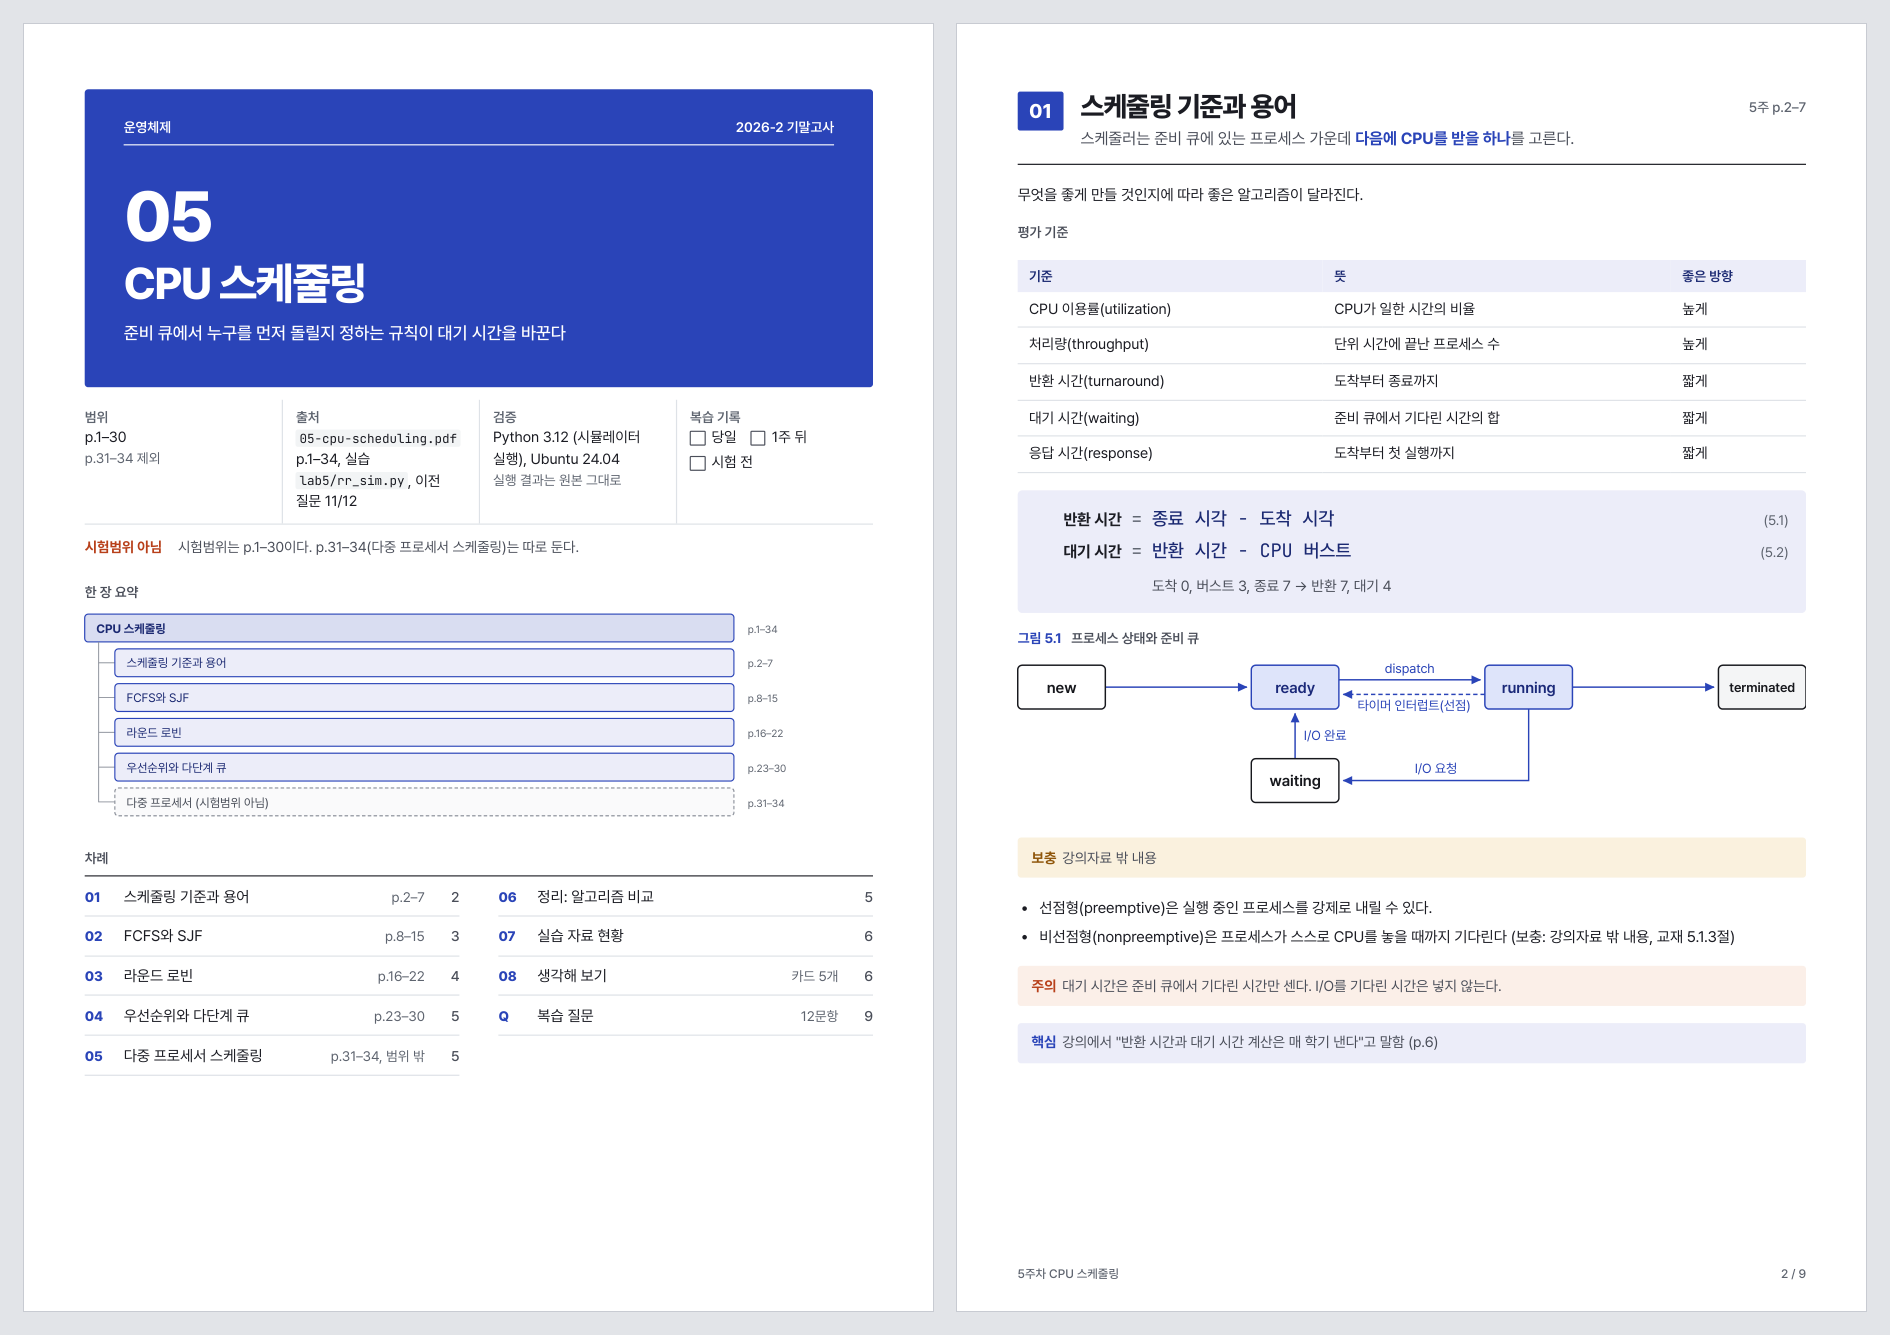 운영체제
2026-2 기말고사
05
CPU 스케줄링
준비 큐에서 누구를 먼저 돌릴지 정하는 규칙이 대기 시간을 바꾼다
범위
p.1–30
p.31–34 제외
출처
05-cpu-scheduling.pdf
p.1–34, 실습
lab5/rr_sim.py, 이전
질문 11/12
검증
Python 3.12 (시뮬레이터
실행), Ubuntu 24.04
실행 결과는 원본 그대로
복습 기록
당일 1주 뒤
시험 전
시험범위 아님 시험범위는 p.1–30이다. p.31–34(다중 프로세서 스케줄링)는 따로 둔다.
한 장 요약
CPU 스케줄링 p.1–34
스케줄링 기준과 용어 p.2–7
FCFS와 SJF p.8–15
라운드 로빈 p.16–22
우선순위와 다단계 큐 p.23–30
다중 프로세서 (시험범위 아님) p.31–34
차례
01 스케줄링 기준과 용어 p.2–7 2
02 FCFS와 SJF p.8–15 3
03 라운드 로빈 p.16–22 4
04 우선순위와 다단계 큐 p.23–30 5
05 다중 프로세서 스케줄링 p.31–34, 범위 밖 5
06 정리: 알고리즘 비교 5
07 실습 자료 현황 6
08 생각해 보기 카드 5개 6
Q 복습 질문 12문항 9
01 스케줄링 기준과 용어 5주 p.2–7
스케줄러는 준비 큐에 있는 프로세스 가운데 다음에 CPU를 받을 하나를 고른다.
무엇을 좋게 만들 것인지에 따라 좋은 알고리즘이 달라진다.
평가 기준
기준 뜻 좋은 방향
CPU 이용률(utilization) CPU가 일한 시간의 비율 높게
처리량(throughput) 단위 시간에 끝난 프로세스 수 높게
반환 시간(turnaround) 도착부터 종료까지 짧게
대기 시간(waiting) 준비 큐에서 기다린 시간의 합 짧게
응답 시간(response) 도착부터 첫 실행까지 짧게
반환 시간 = 종료 시각 - 도착 시각 (5.1)
대기 시간 = 반환 시간 - CPU 버스트 (5.2)
도착 0, 버스트 3, 종료 7 → 반환 7, 대기 4
그림 5.1 프로세스 상태와 준비 큐
dispatch
new ready running terminated
타이머 인터럽트(선점)
I/O 완료
I/O 요청
waiting
보충 강의자료 밖 내용
• 선점형(preemptive)은 실행 중인 프로세스를 강제로 내릴 수 있다.
• 비선점형(nonpreemptive)은 프로세스가 스스로 CPU를 놓을 때까지 기다린다 (보충: 강의자료 밖 내용, 교재 5.1.3절)
주의 대기 시간은 준비 큐에서 기다린 시간만 센다. I/O를 기다린 시간은 넣지 않는다.
핵심 강의에서 "반환 시간과 대기 시간 계산은 매 학기 낸다"고 말함 (p.6)
5주차 CPU 스케줄링 2 / 9